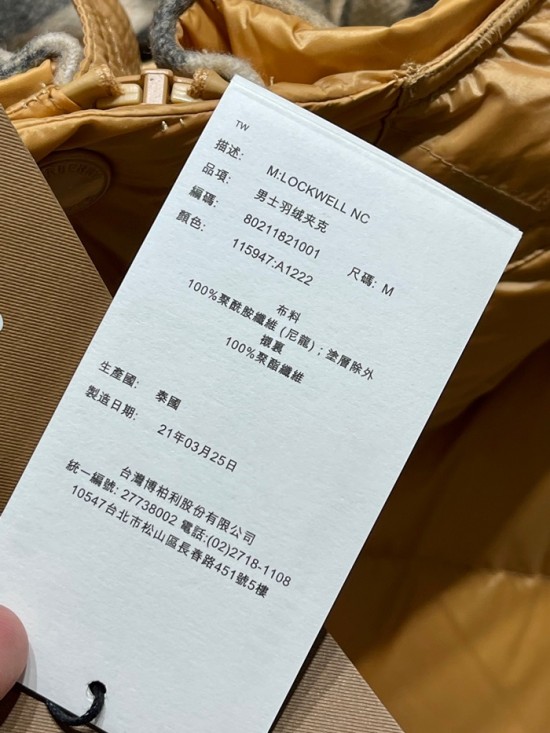 TW
描述: M:LOCKWELL NC
品項: 男士羽绒夹克
編碼: 80211821001 尺碼: M
顏色: 115947:A1222
布料
100%聚酰胺纖維 (尼龍) ; 塗層除外
襯裏
100%聚酯纖維
生產國: 泰國
製造日期: 21年03月25日
台灣博柏利股份有限公司
統一編號: 27738002 電話:(02)2718-1108
10547台北市松山區長春路451號5樓